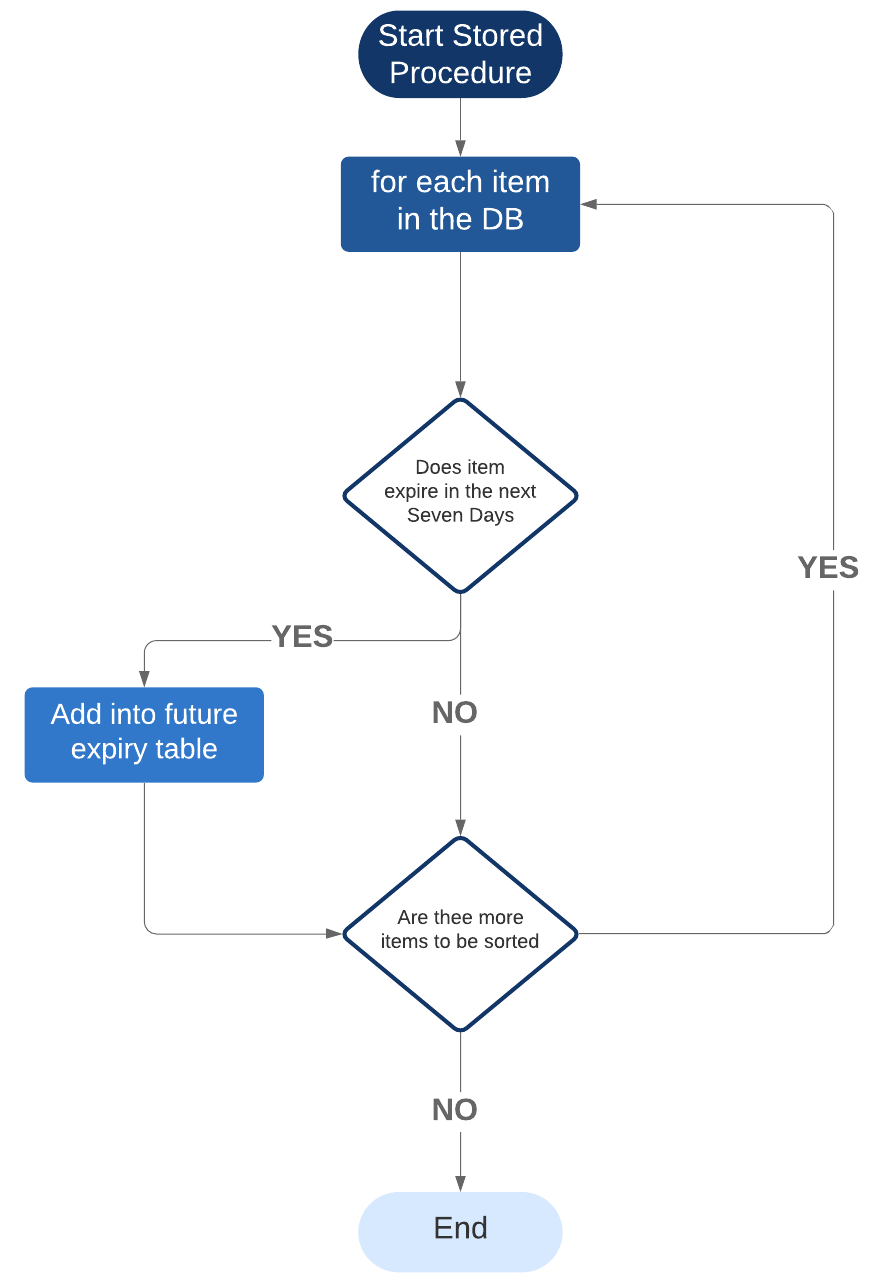 Start Stored
Procedure
for each item
in the DB
Does item
expire in the next
Seven Days
YES
YES
NO
Add into future
expiry table
Are thee more
items to be sorted
NO
End